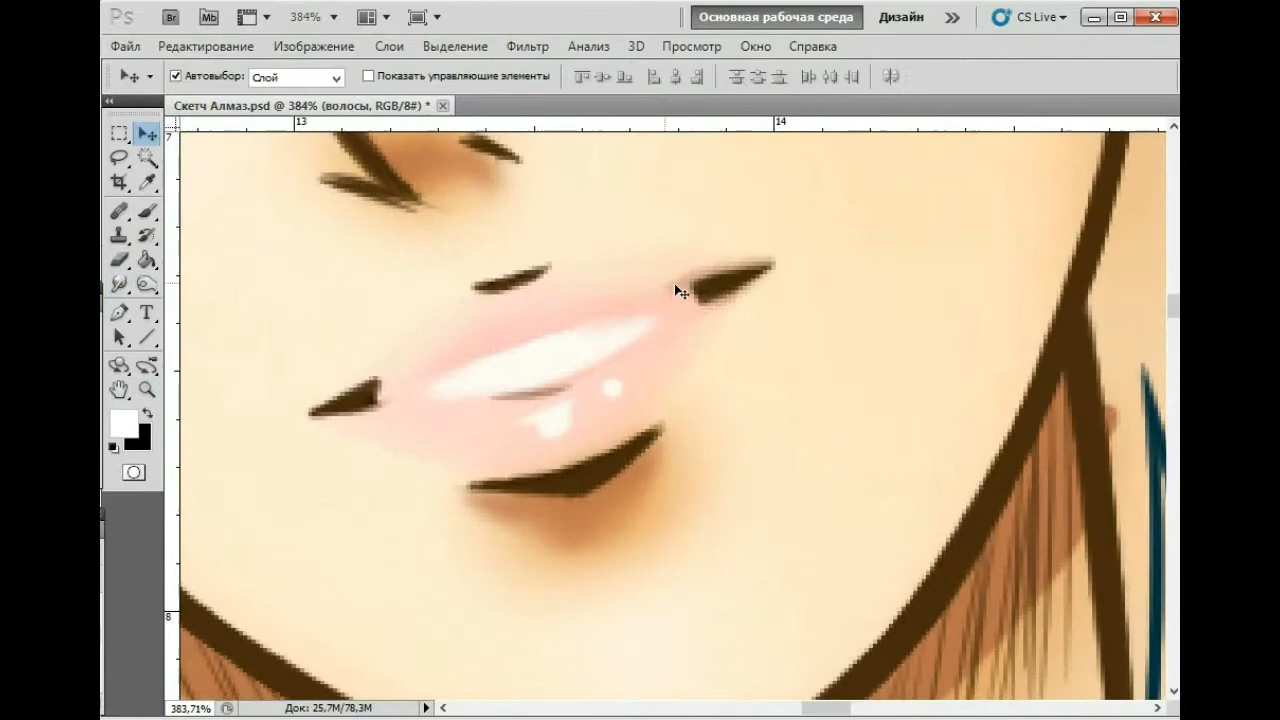 Ps Br Mb 384% Основная рабочая среда Дизайн CS Live
Файл Редактирование Изображение Слои Выделение Фильтр Анализ 3D Просмотр Окно Справка
Автовыбор: Слой Показать управляющие элементы
Скетч Алмаз.psd @ 384% (волосы, RGB/8#) *
13 14
7
8
383,71% Док: 25,7M/78,3M